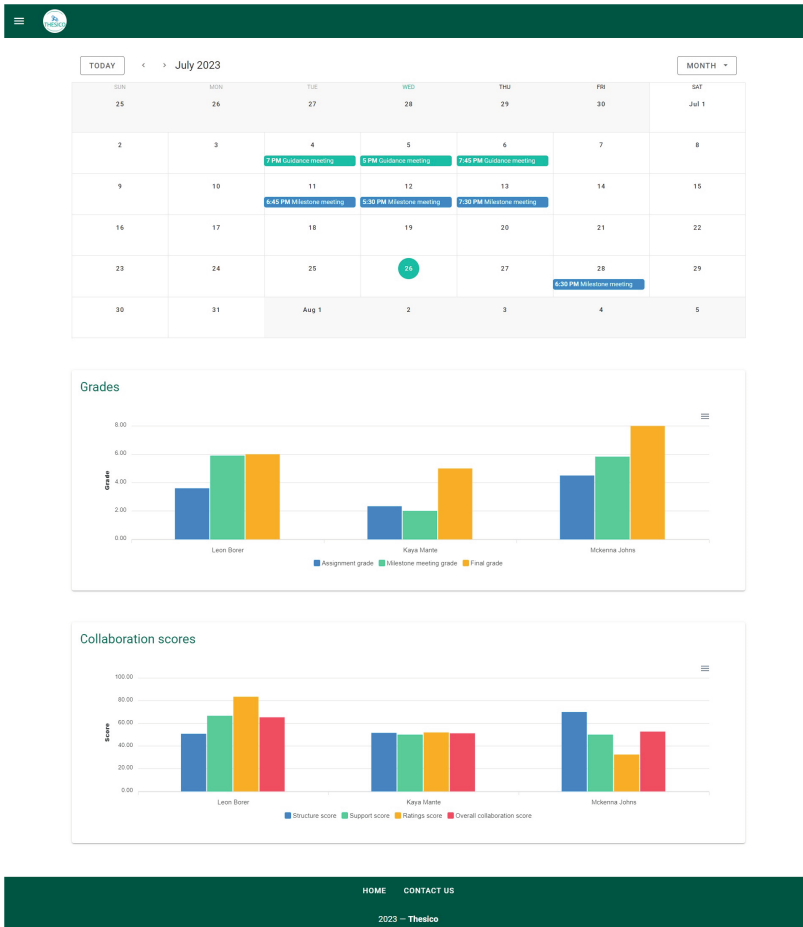 THESICO
TODAY ‹ › July 2023 MONTH
SUN MON TUE WED THU FRI SAT
25 26 27 28 29 30 Jul 1
2 3 4 5 6 7 8
7 PM Guidance meeting 5 PM Guidance meeting 7:45 PM Guidance meeting
9 10 11 12 13 14 15
6:45 PM Milestone meeting 5:30 PM Milestone meeting 7:30 PM Milestone meeting
16 17 18 19 20 21 22
23 24 25 26 27 28 29
6:30 PM Milestone meeting
30 31 Aug 1 2 3 4 5
Grades
8.00
6.00
4.00
2.00
0.00
Grade
Leon Borer Kaya Mante Mckenna Johns
Assignment grade Milestone meeting grade Final grade
Collaboration scores
100.00
80.00
60.00
40.00
20.00
0.00
Score
Leon Borer Kaya Mante Mckenna Johns
Structure score Support score Ratings score Overall collaboration score
HOME CONTACT US
2023 — Thesico